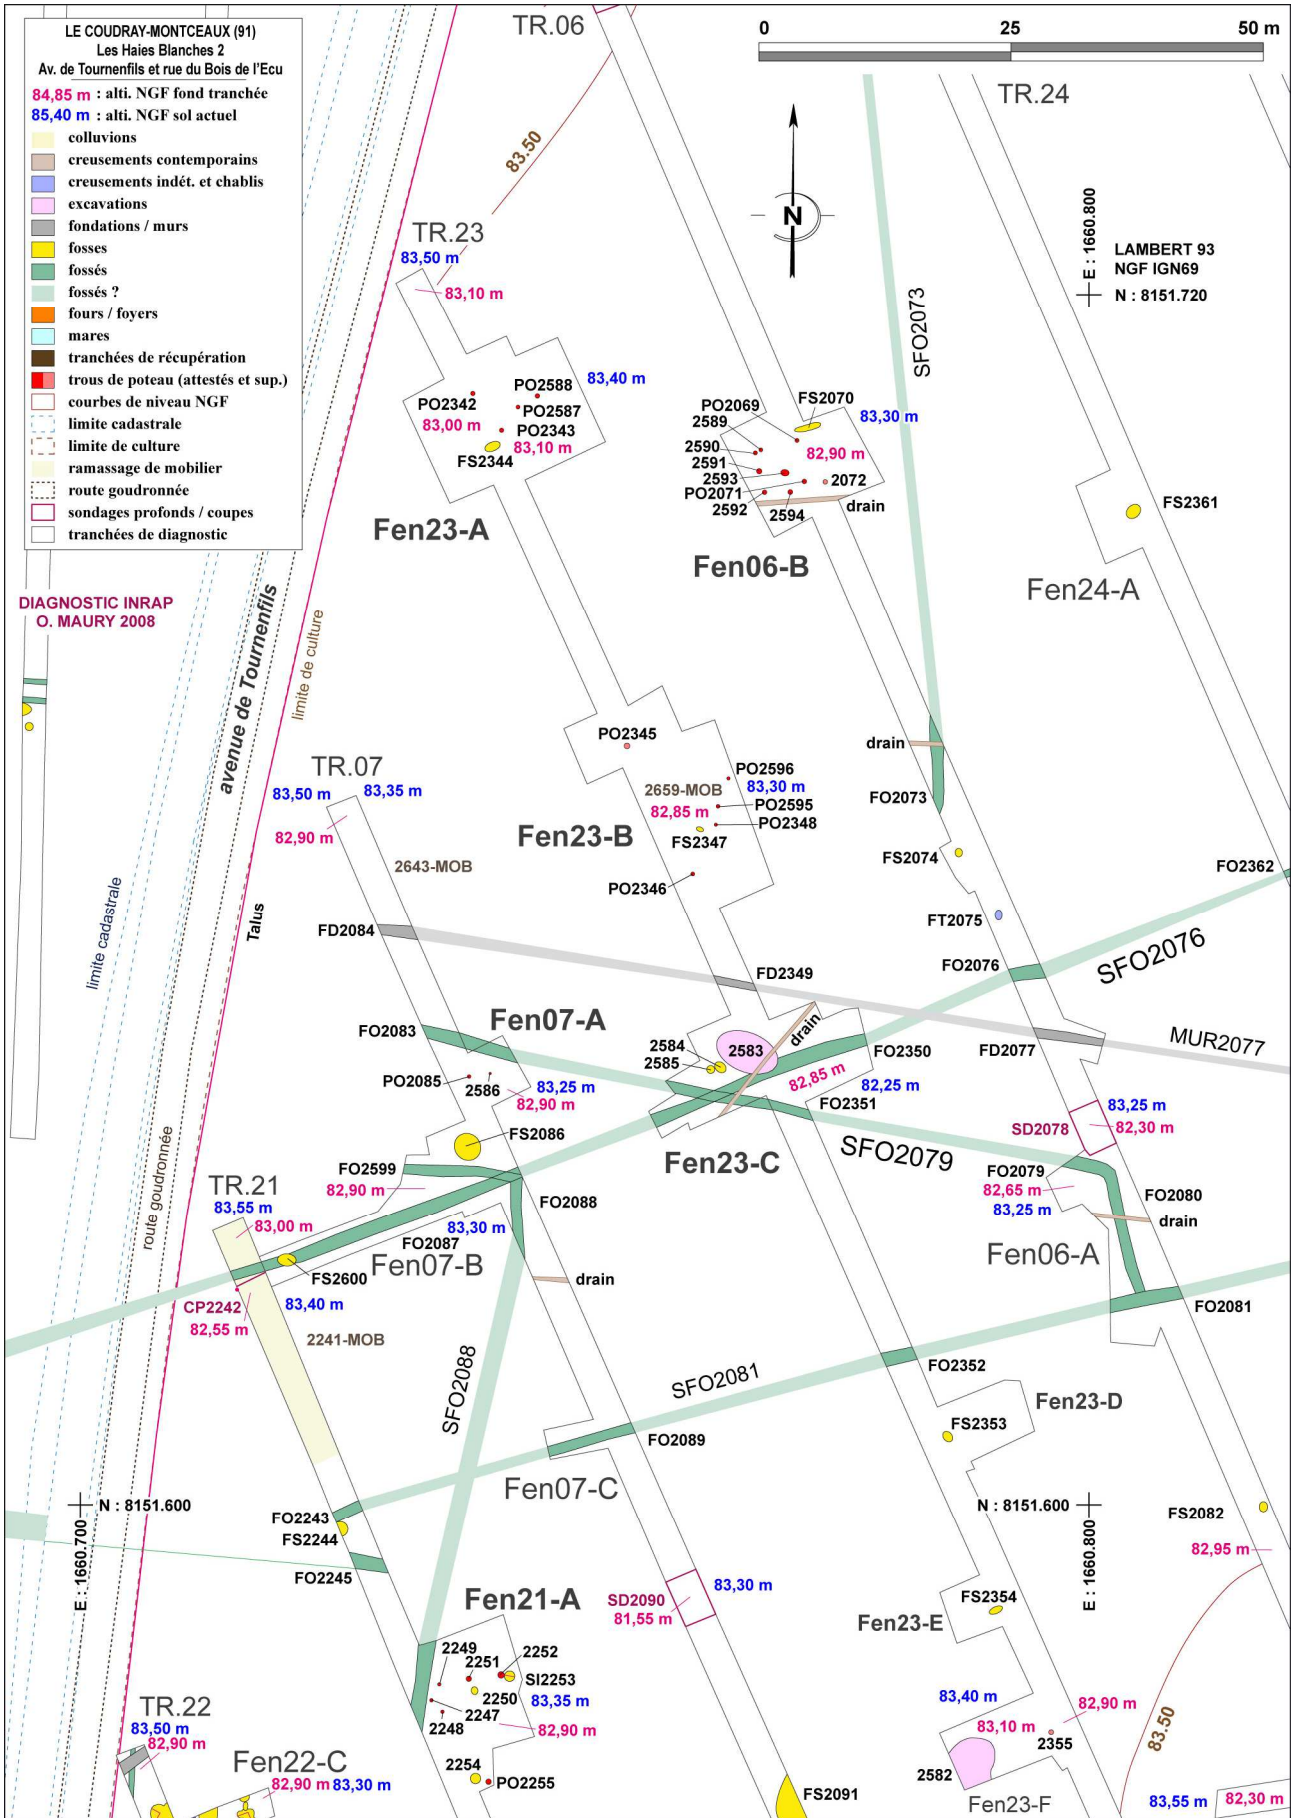 LE COUDRAY-MONTCEAUX (91)
Les Haies Blanches 2
Av. de Tournenfils et rue du Bois de l'Ecu
84,85 m : alti. NGF fond tranchée
85,40 m : alti. NGF sol actuel
colluvions
creusements contemporains
creusements indét. et chablis
excavations
fondations / murs
fosses
fossés
fossés ?
fours / foyers
mares
tranchées de récupération
trous de poteau (attestés et sup.)
courbes de niveau NGF
limite cadastrale
limite de culture
ramassage de mobilier
route goudronnée
sondages profonds / coupes
tranchées de diagnostic
TR.06
0 25 50 m
TR.24
83.50
N
E : 1660.800
LAMBERT 93
NGF IGN69
N : 8151.720
TR.23
83,50 m
83,10 m
SFO2073
PO2588
83,40 m
PO2342
PO2587
83,00 m
PO2343
83,10 m
FS2344
Fen23-A
FS2070
PO2069
83,30 m
2589
2590
82,90 m
2591
2593
2072
PO2071
2592
2594
drain
Fen06-B
FS2361
Fen24-A
DIAGNOSTIC INRAP
O. MAURY 2008
avenue de Tournenfils
limite de culture
PO2345
drain
PO2596
2659-MOB
83,30 m
82,85 m
PO2595
PO2348
FS2347
Fen23-B
PO2346
FO2073
FS2074
FO2362
FT2075
TR.07
83,50 m
83,35 m
82,90 m
2643-MOB
limite cadastrale
Talus
FD2084
FD2349
FO2076
SFO2076
Fen07-A
FO2083
2584
2585
2583
drain
FO2350
82,85 m
82,25 m
FD2077
MUR2077
PO2085
2586
83,25 m
82,90 m
FO2351
83,25 m
SD2078
82,30 m
FS2086
Fen23-C
SFO2079
FO2079
82,65 m
83,25 m
FO2080
drain
route goudronnée
FO2599
82,90 m
TR.21
83,55 m
83,00 m
FO2088
83,30 m
FO2087
Fen07-B
FS2600
drain
Fen06-A
FO2081
CP2242
83,40 m
82,55 m
2241-MOB
SFO2088
SFO2081
FO2352
Fen23-D
FS2353
FO2089
Fen07-C
N : 8151.600
E : 1660.700
FO2243
FS2244
FO2245
N : 8151.600
E : 1660.800
FS2082
82,95 m
Fen21-A
SD2090
83,30 m
81,55 m
FS2354
Fen23-E
2249
2251
2252
SI2253
2250
83,35 m
2247
2248
82,90 m
TR.22
83,50 m
82,90 m
Fen22-C
82,90 m 83,30 m
2254
PO2255
FS2091
83,40 m
82,90 m
83,10 m
2355
2582
Fen23-F
83.50
83,55 m
82,30 m